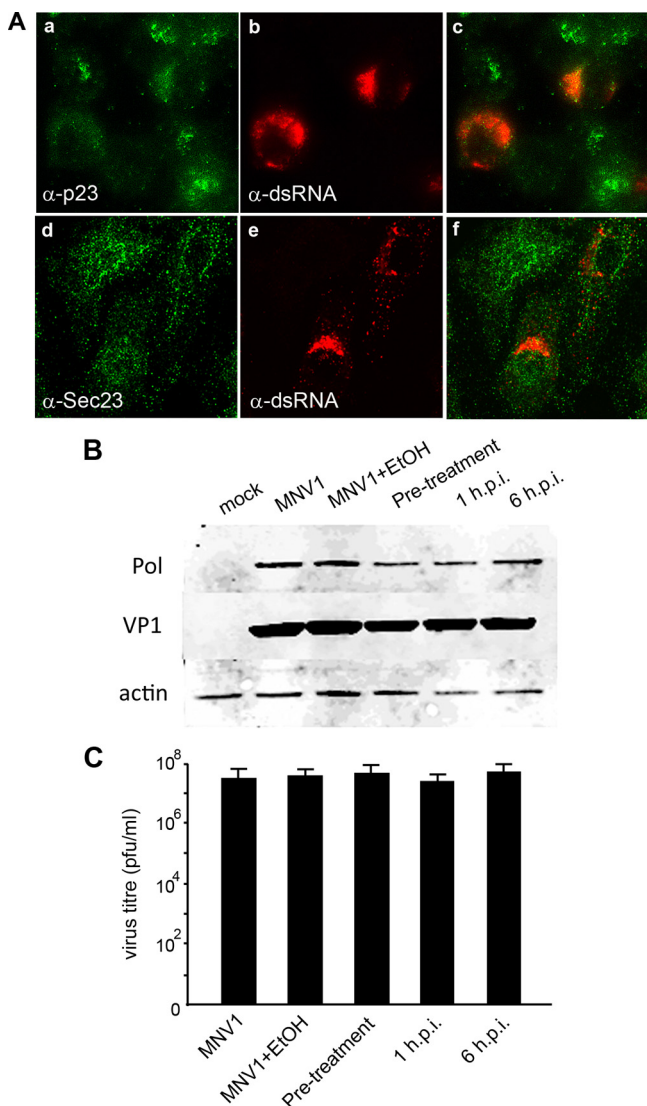 A
a
b
c
α-p23
α-dsRNA
d
e
f
α-Sec23
α-dsRNA
B
mock
MNV1
MNV1+EtOH
Pre-treatment
1 h.p.i.
6 h.p.i.
Pol
VP1
actin
C
virus titre (pfu/ml)
10⁸
10⁶
10⁴
10²
0
MNV1
MNV1+EtOH
Pre-treatment
1 h.p.i.
6 h.p.i.